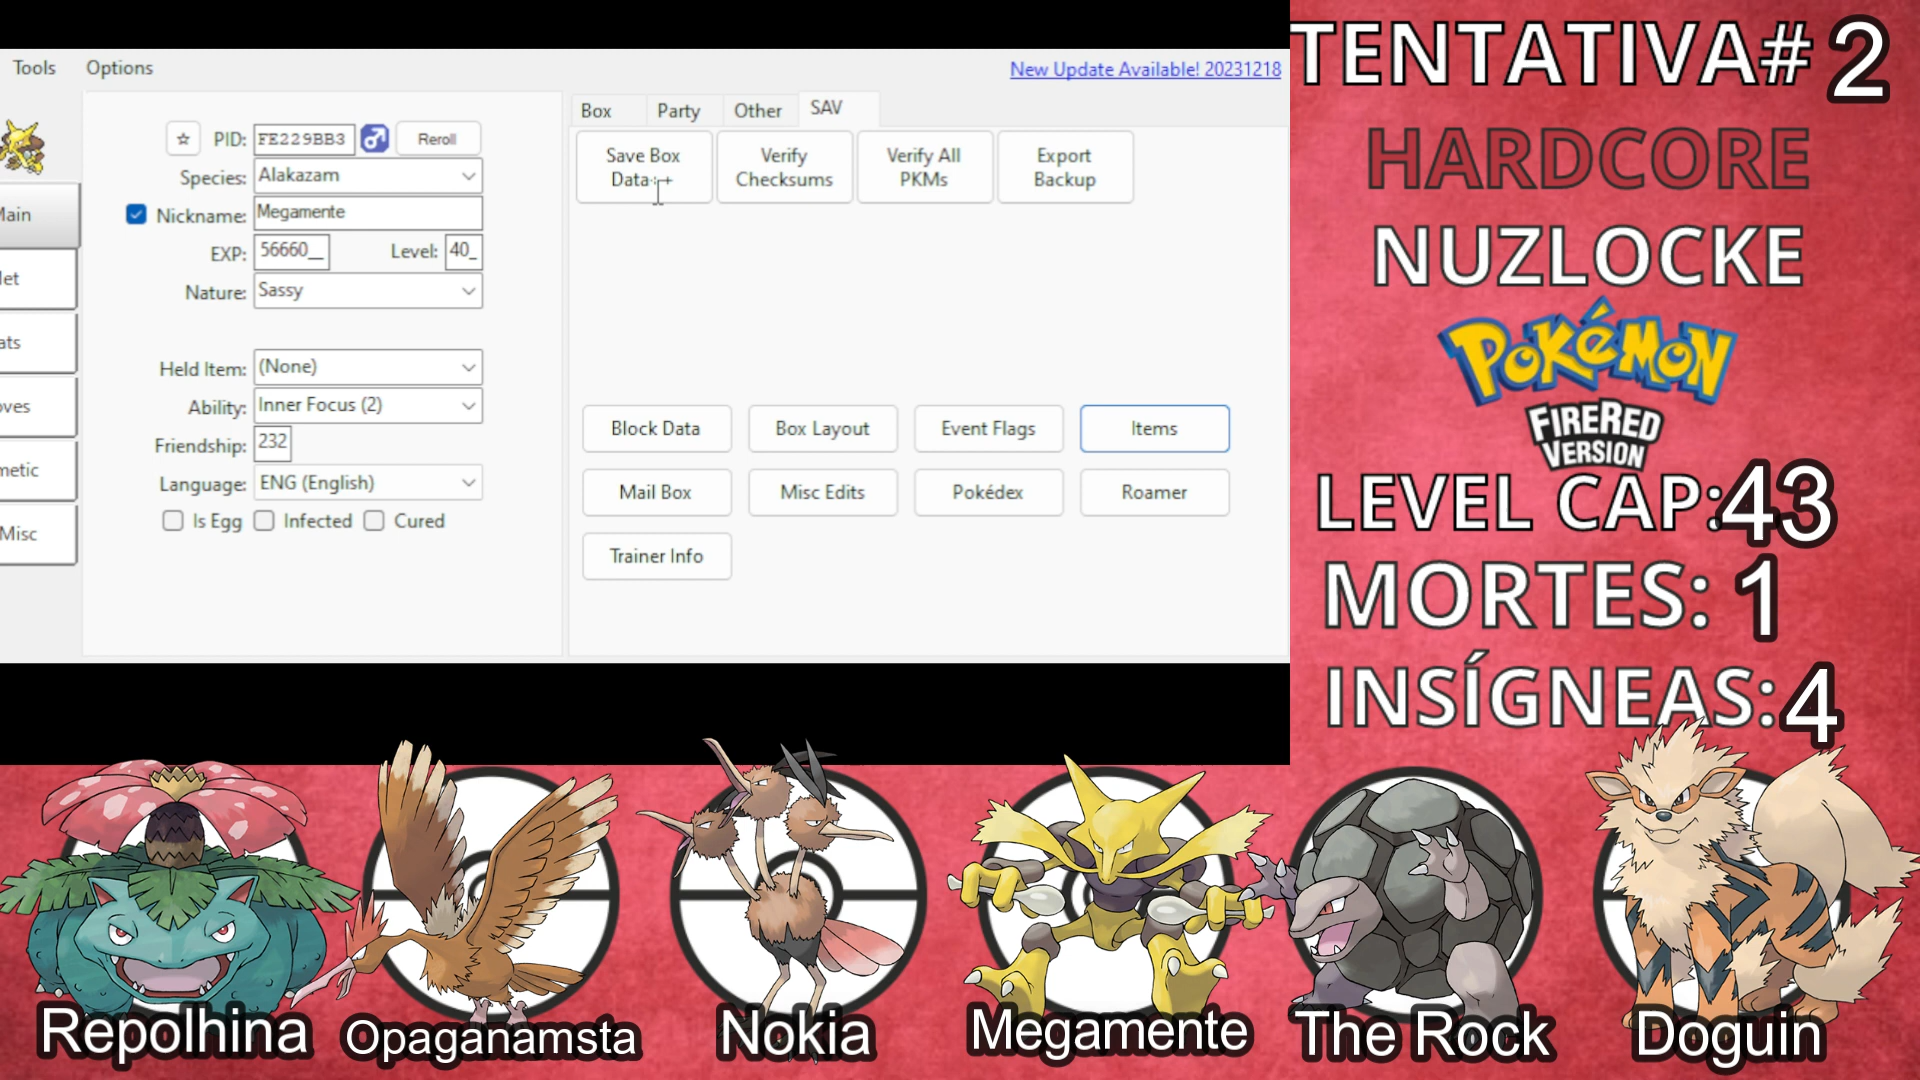 Tools Options
New Update Available! 20231218
PID: FE229BB3 Reroll
Species: Alakazam
Nickname: Megamente
EXP: 56660__ Level: 40_
Nature: Sassy
Held Item: (None)
Ability: Inner Focus (2)
Friendship: 232
Language: ENG (English)
Is Egg Infected Cured
Main
let
ats
oves
metic
Misc
Box Party Other SAV
Save Box
Data++
Verify
Checksums
Verify All
PKMs
Export
Backup
Block Data Box Layout Event Flags Items
Mail Box Misc Edits Pokédex Roamer
Trainer Info
TENTATIVA# 2
HARDCORE
NUZLOCKE
POKéMON
FIRERED
VERSION
LEVEL CAP:43
MORTES: 1
INSÍGNEAS:4
Repolhina Opaganamsta Nokia Megamente The Rock Doguin